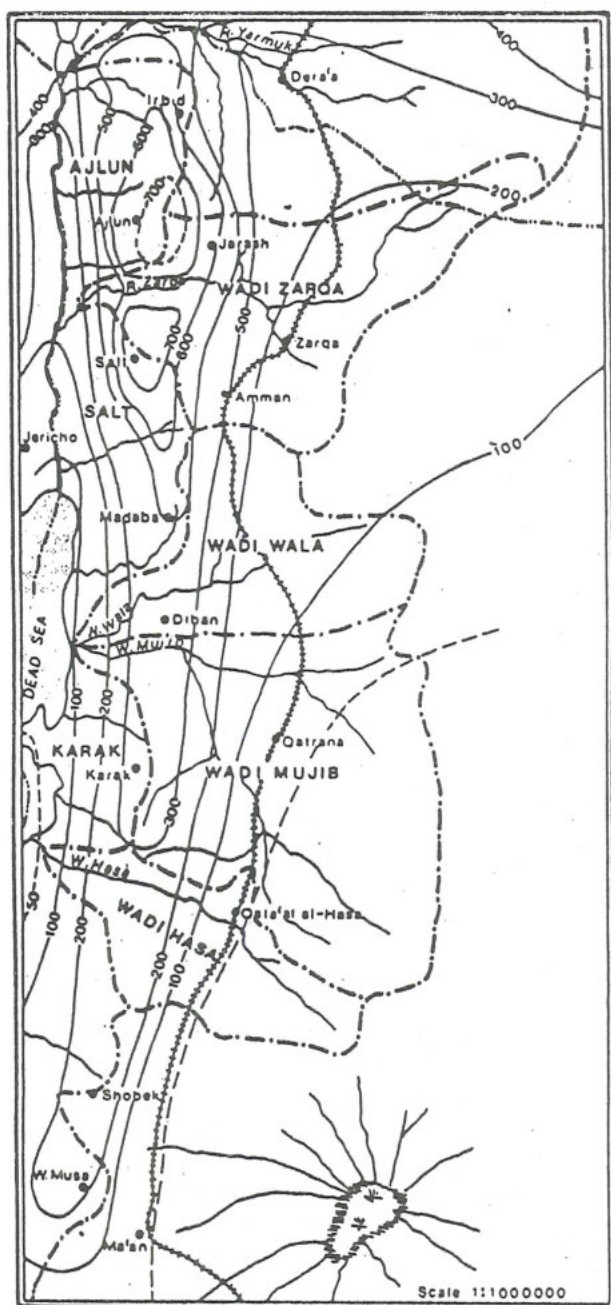 R. Yarmuk
400
300
400
Dera'a
Irbid
500
600
300
AJLUN
700
200
Ajlun
Jarash
R. Zarqa
WADI ZARQA
500
700
600
Zarqa
Salt
Amman
SALT
Jericho
100
Madaba
WADI WALA
W. Wala
Diban
W. Mujib
DEAD SEA
100
200
Qatrana
KARAK
Karak
WADI MUJIB
300
W. Hasa
50
100
200
WADI HASA
Qala'at al-Hasa
200
100
Shobek
W. Musa
Ma'an
Scale 1:1000000